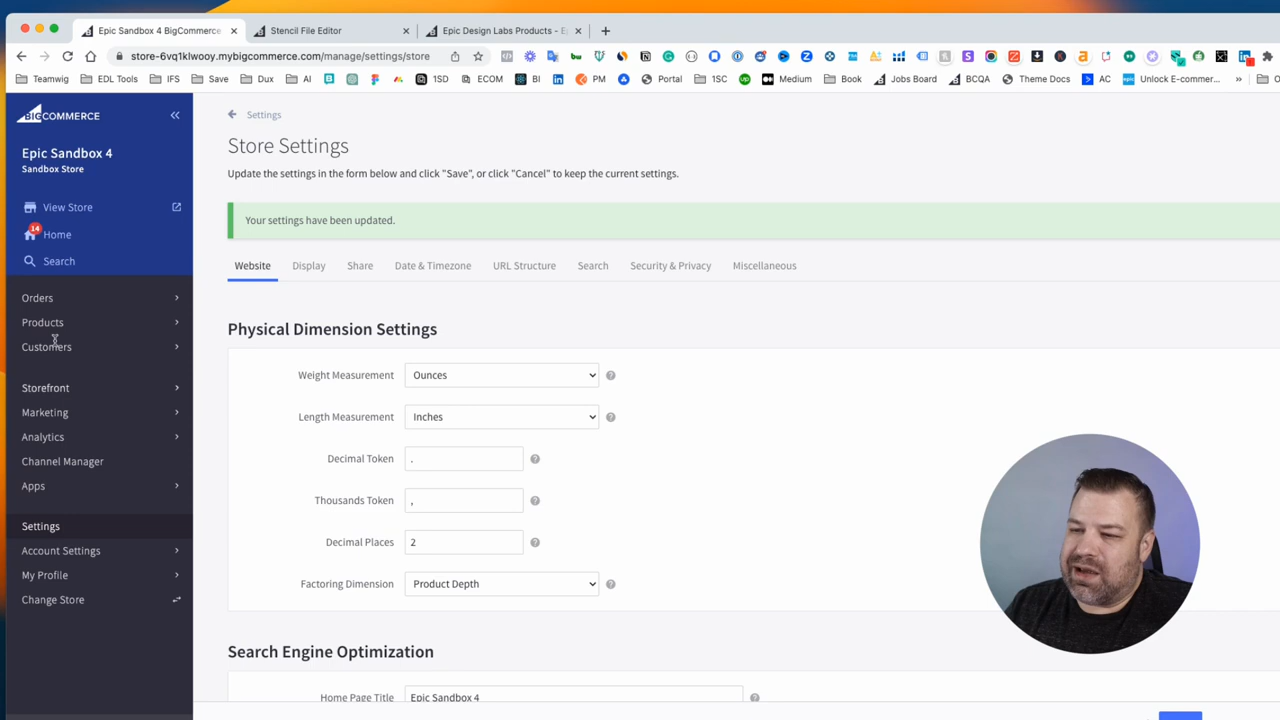 Epic Sandbox 4 BigCommerce
Stencil File Editor
Epic Design Labs Products - E
store-6vq1klwooy.mybigcommerce.com/manage/settings/store
Teamwig
EDL Tools
IFS
Save
Dux
AI
1SD
ECOM
BI
PM
Portal
1SC
Medium
Book
Jobs Board
BCQA
Theme Docs
AC
Unlock E-commer...
BIGCOMMERCE
Epic Sandbox 4
Sandbox Store
View Store
14
Home
Search
Orders
Products
Customers
Storefront
Marketing
Analytics
Channel Manager
Apps
Settings
Account Settings
My Profile
Change Store
Settings
Store Settings
Update the settings in the form below and click "Save", or click "Cancel" to keep the current settings.
Your settings have been updated.
Website Display Share Date & Timezone URL Structure Search Security & Privacy Miscellaneous
Physical Dimension Settings
Weight Measurement Ounces
Length Measurement Inches
Decimal Token .
Thousands Token ,
Decimal Places 2
Factoring Dimension Product Depth
Search Engine Optimization
Home Page Title Epic Sandbox 4